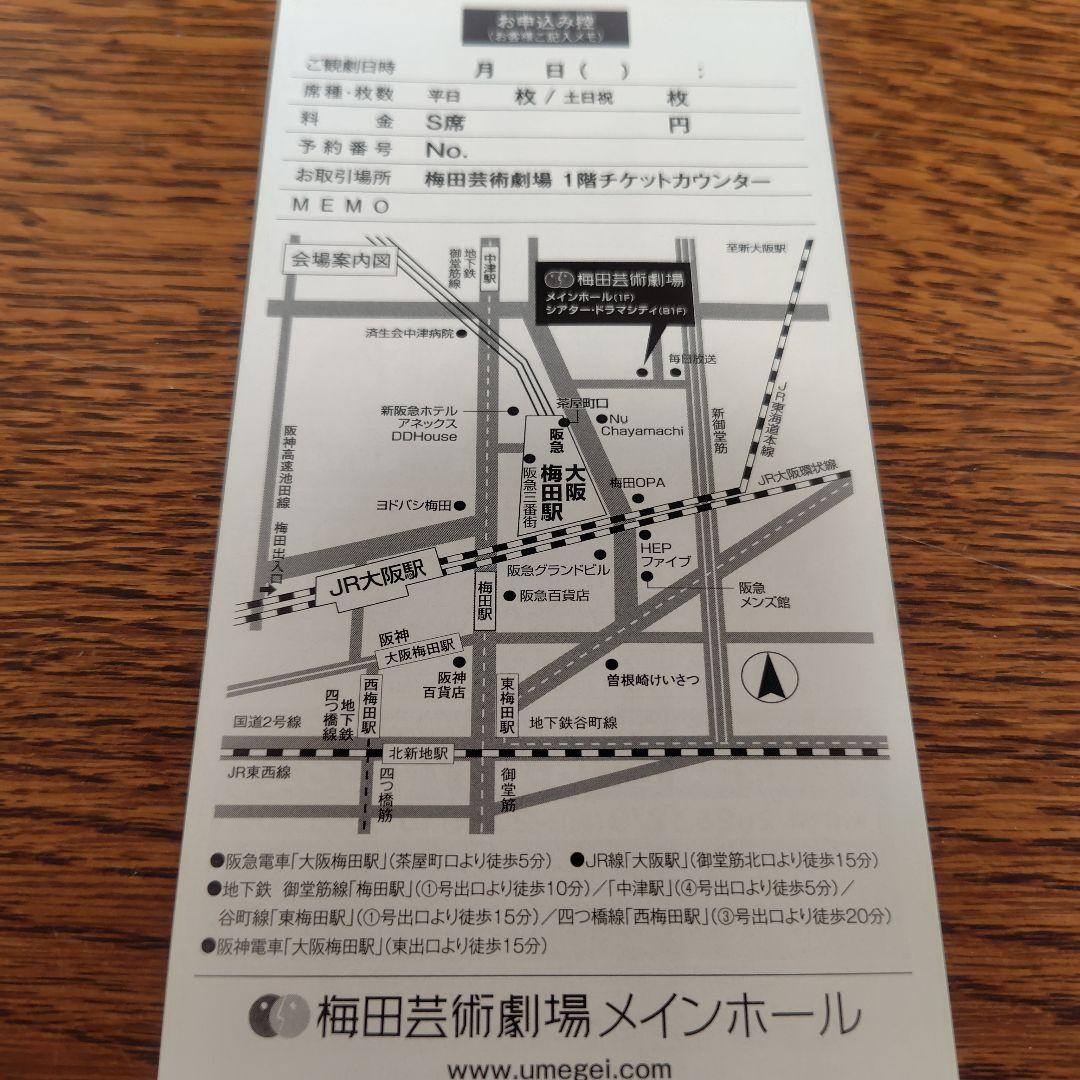 お申込み控
(お客様ご記入メモ)
ご観劇日時 月 日( ) :
席種・枚数 平日 枚 / 土日祝 枚
料 金 S席 円
予約番号 No.
お取引場所 梅田芸術劇場 1階チケットカウンター
MEMO
会場案内図
地下鉄
御堂筋線
中津駅
至新大阪駅
梅田芸術劇場
メインホール(1F)
シアター・ドラマシティ(B1F)
済生会中津病院
毎日放送
新阪急ホテル
アネックス
DDHouse
茶屋町口
Nu
Chayamachi
新御堂筋
JR東海道本線
阪神高速池田線
梅田出入口
阪急
大阪
梅田駅
阪急三番街
梅田OPA
JR大阪環状線
ヨドバシ梅田
JR大阪駅
HEP
ファイブ
阪急グランドビル
梅田駅
阪急百貨店
阪急
メンズ館
阪神
大阪梅田駅
阪神
百貨店
曽根崎けいさつ
西梅田駅
東梅田駅
地下鉄
四つ橋線
国道2号線
地下鉄谷町線
北新地駅
JR東西線
四つ橋筋
御堂筋
●阪急電車「大阪梅田駅」(茶屋町口より徒歩5分) ●JR線「大阪駅」(御堂筋北口より徒歩15分)
●地下鉄 御堂筋線「梅田駅」(①号出口より徒歩10分)／「中津駅」(④号出口より徒歩5分)／
谷町線「東梅田駅」(①号出口より徒歩15分)／四つ橋線「西梅田駅」(③号出口より徒歩20分)
●阪神電車「大阪梅田駅」(東出口より徒歩15分)
梅田芸術劇場メインホール
www.umegei.com